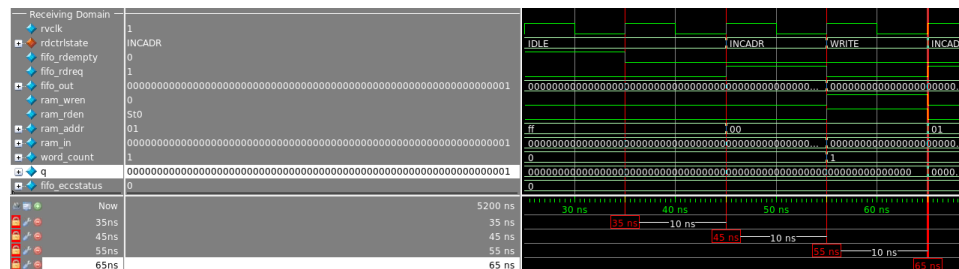 Receiving Domain
rvclk 1
rdctrlstate INCADR IDLE INCADR WRITE INCAD
fifo_rdempty 0
fifo_rdreq 1
fifo_out
ram_wren 0
ram_rden St0
ram_addr 01 ff 00 01
ram_in
word_count 1 0 1
q
fifo_eccstatus 0 0
Now 5200 ns 30 ns 40 ns 50 ns 60 ns
35ns 35 ns 35 ns 10 ns
45ns 45 ns 45 ns 10 ns
55ns 55 ns 55 ns 10 ns
65ns 65 ns 65 ns